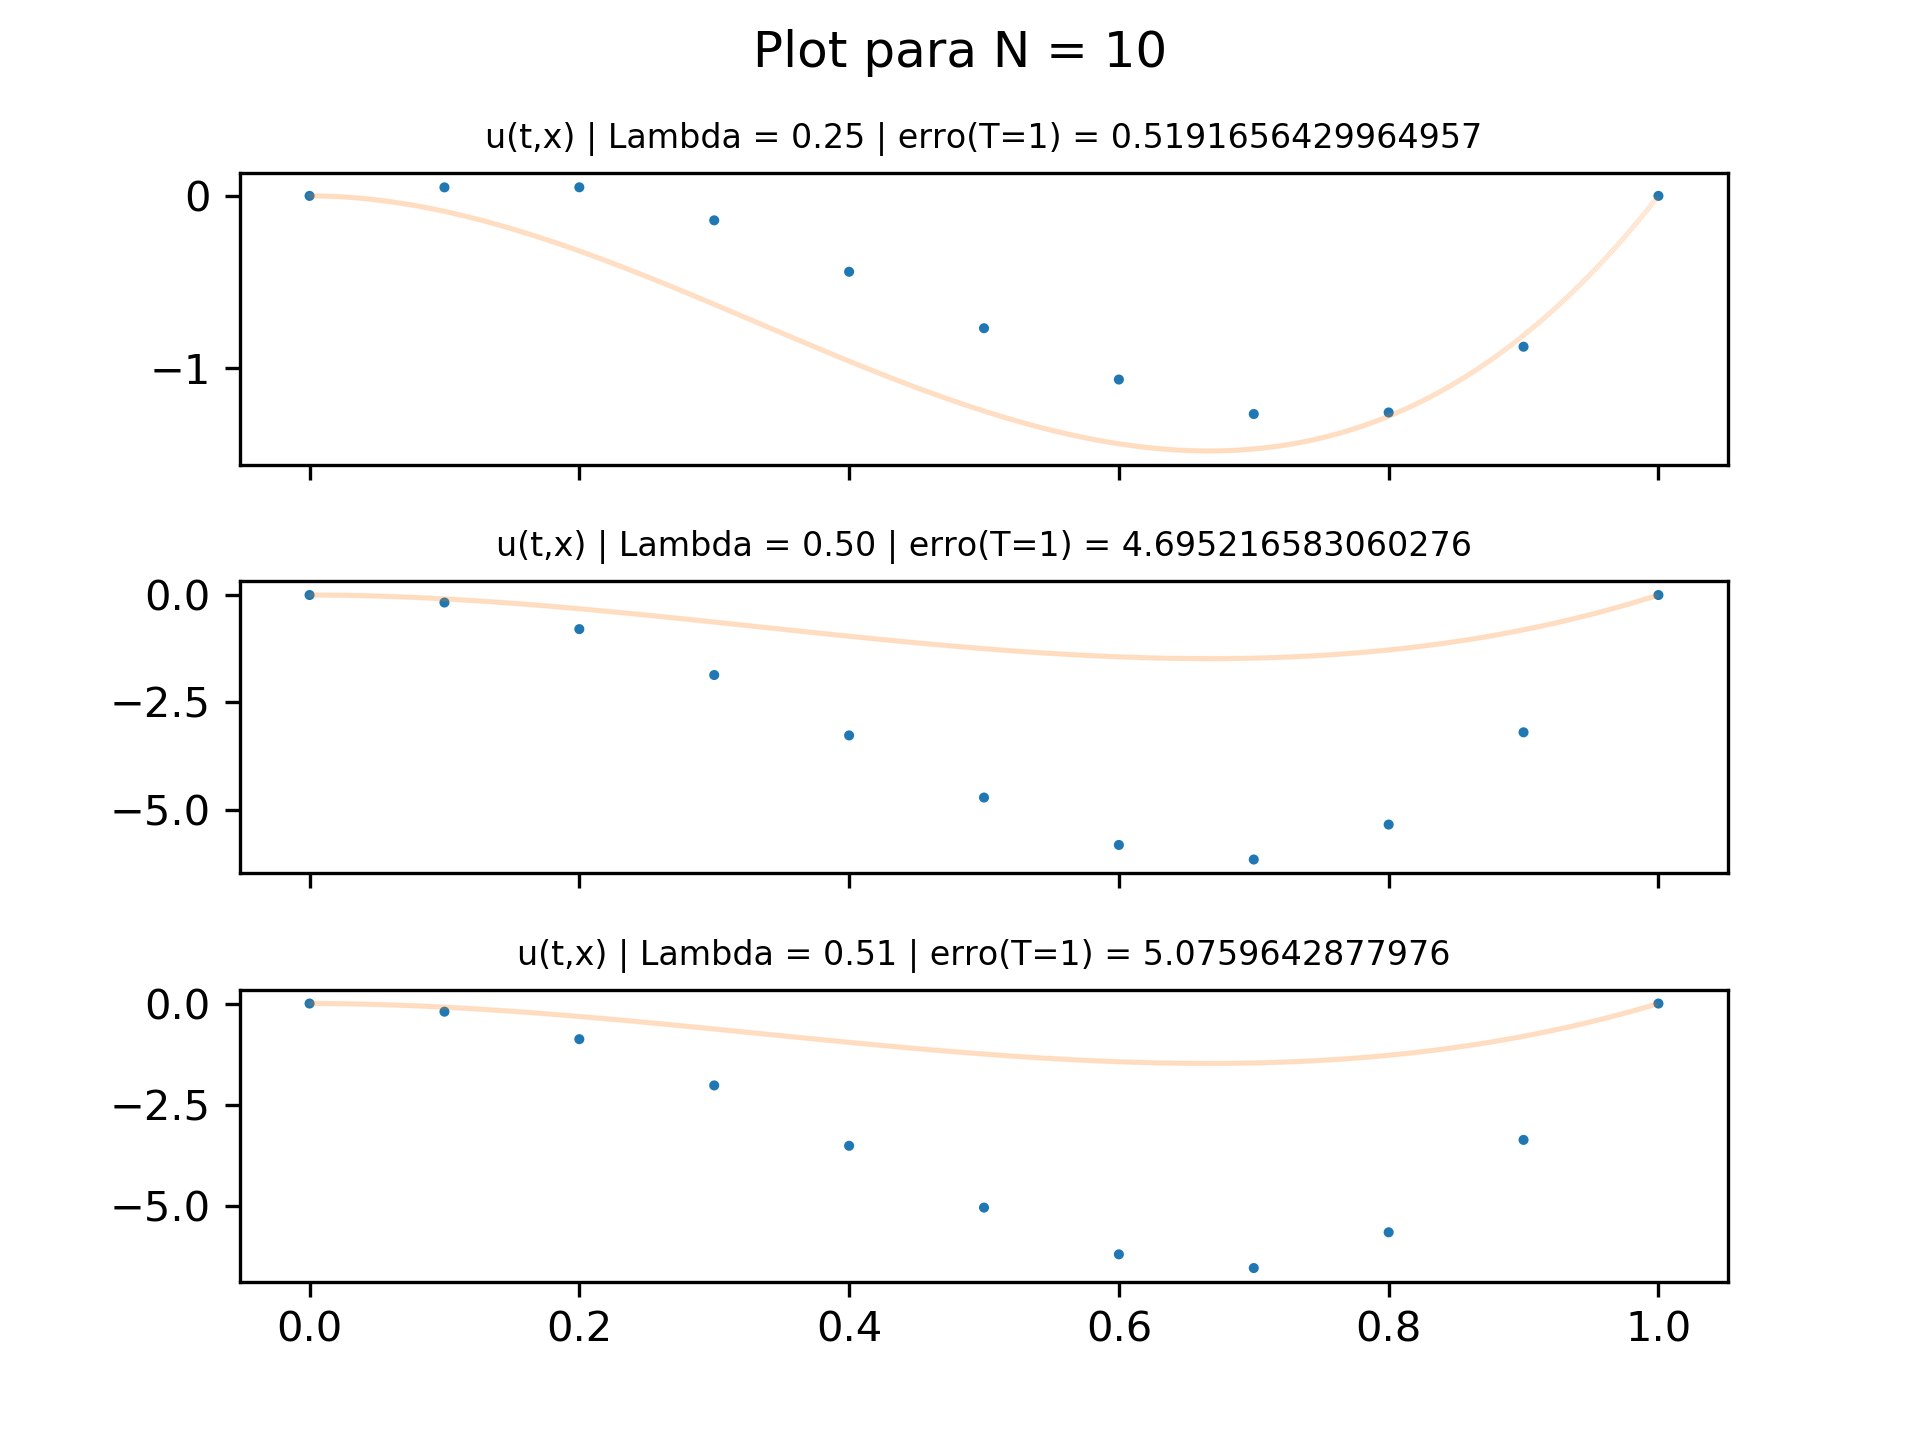 Plot para N = 10
u(t,x) | Lambda = 0.25 | erro(T=1) = 0.5191656429964957
0
−1
u(t,x) | Lambda = 0.50 | erro(T=1) = 4.695216583060276
0.0
−2.5
−5.0
u(t,x) | Lambda = 0.51 | erro(T=1) = 5.0759642877976
0.0
−2.5
−5.0
0.0 0.2 0.4 0.6 0.8 1.0